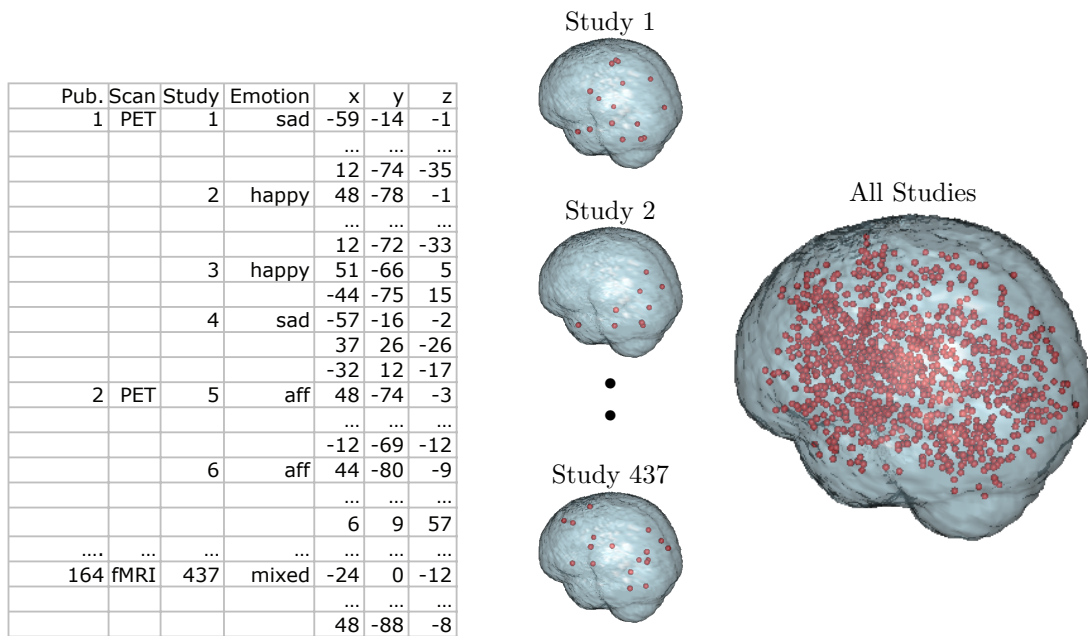 Pub. Scan Study Emotion x y z
1 PET 1 sad -59 -14 -1
... ... ...
12 -74 -35
2 happy 48 -78 -1
... ... ...
12 -72 -33
3 happy 51 -66 5
-44 -75 15
4 sad -57 -16 -2
37 26 -26
-32 12 -17
2 PET 5 aff 48 -74 -3
... ... ...
-12 -69 -12
6 aff 44 -80 -9
... ... ...
6 9 57
.... ... ... ... ... ... ...
164 fMRI 437 mixed -24 0 -12
... ... ...
48 -88 -8
Study 1
Study 2
Study 437
All Studies